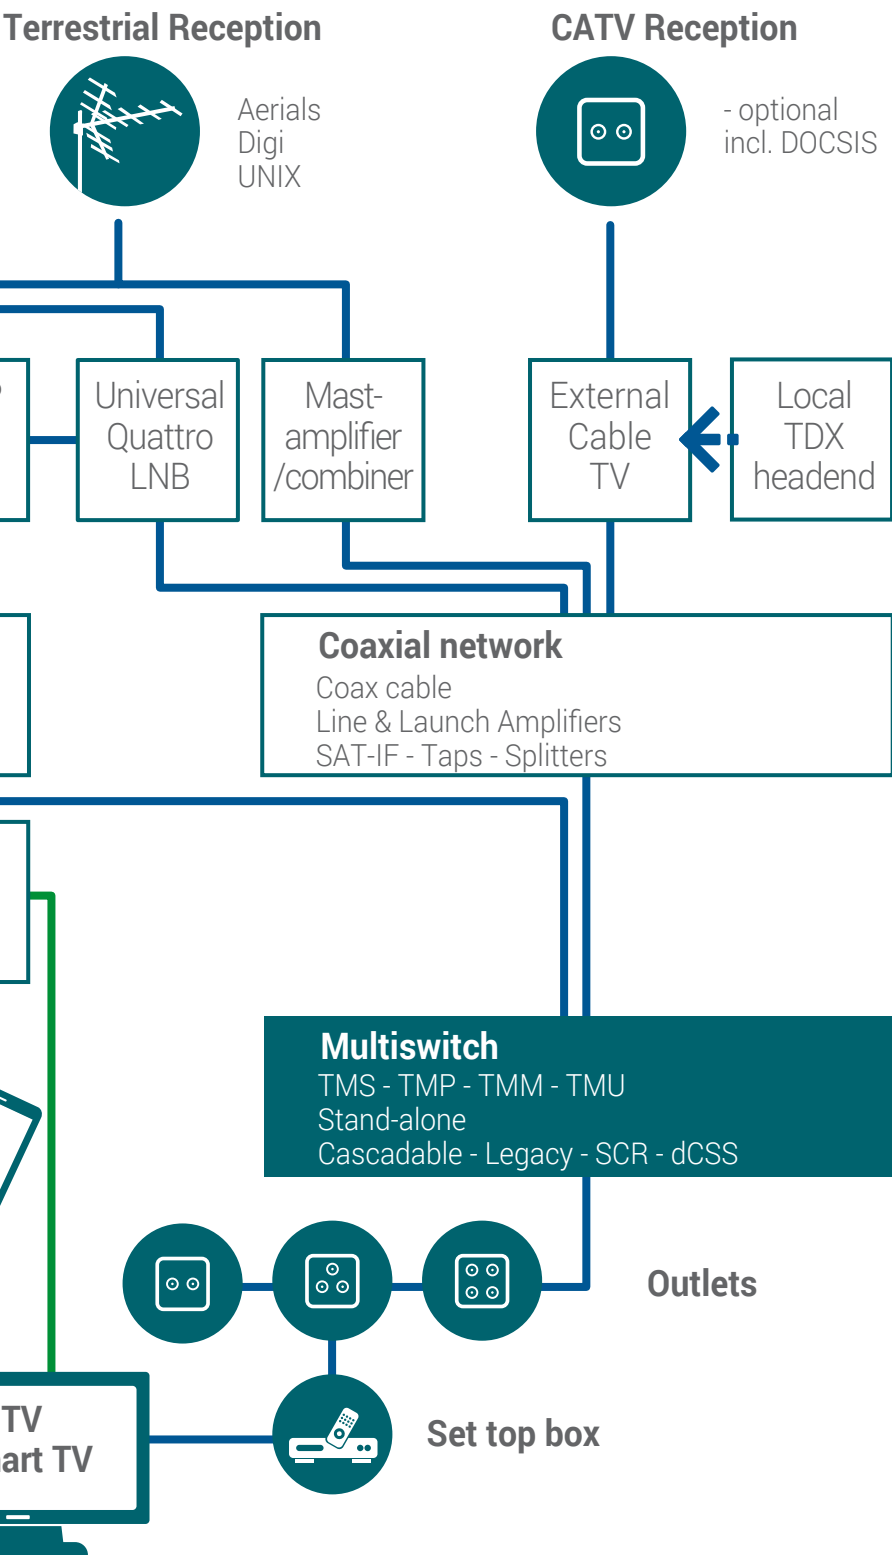 Terrestrial Reception
Aerials
Digi
UNIX
CATV Reception
- optional
incl. DOCSIS
Universal
Quattro
LNB
Mast-
amplifier
/combiner
External
Cable
TV
Local
TDX
headend
Coaxial network
Coax cable
Line & Launch Amplifiers
SAT-IF - Taps - Splitters
Multiswitch
TMS - TMP - TMM - TMU
Stand-alone
Cascadable - Legacy - SCR - dCSS
Outlets
Set top box
TV
art TV